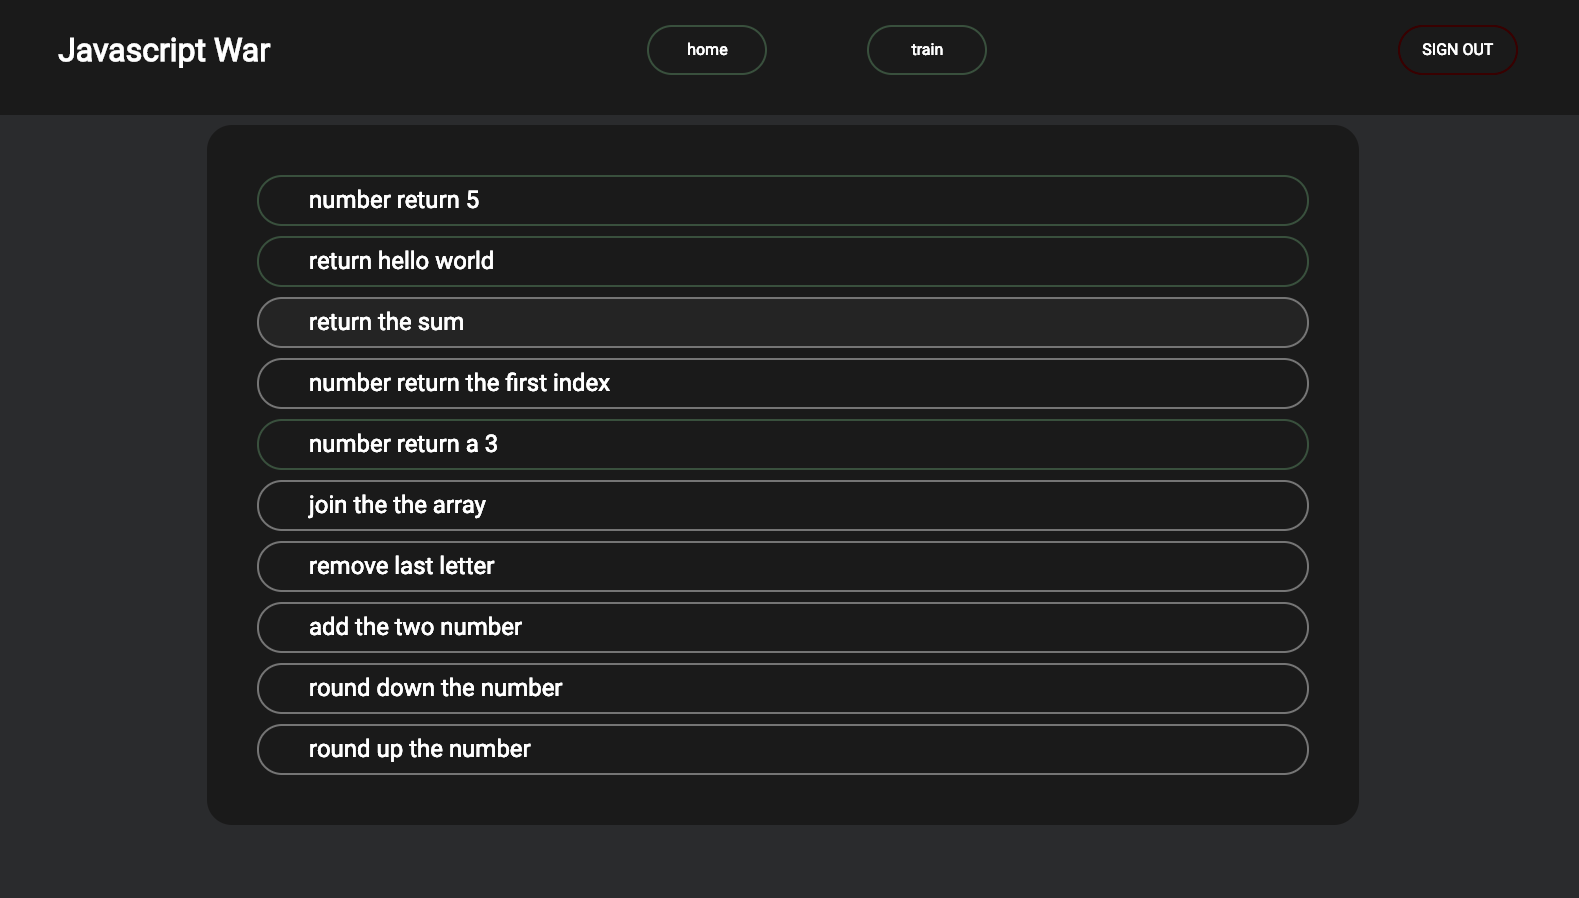 Javascript War
home
train
SIGN OUT
number return 5
return hello world
return the sum
number return the first index
number return a 3
join the the array
remove last letter
add the two number
round down the number
round up the number